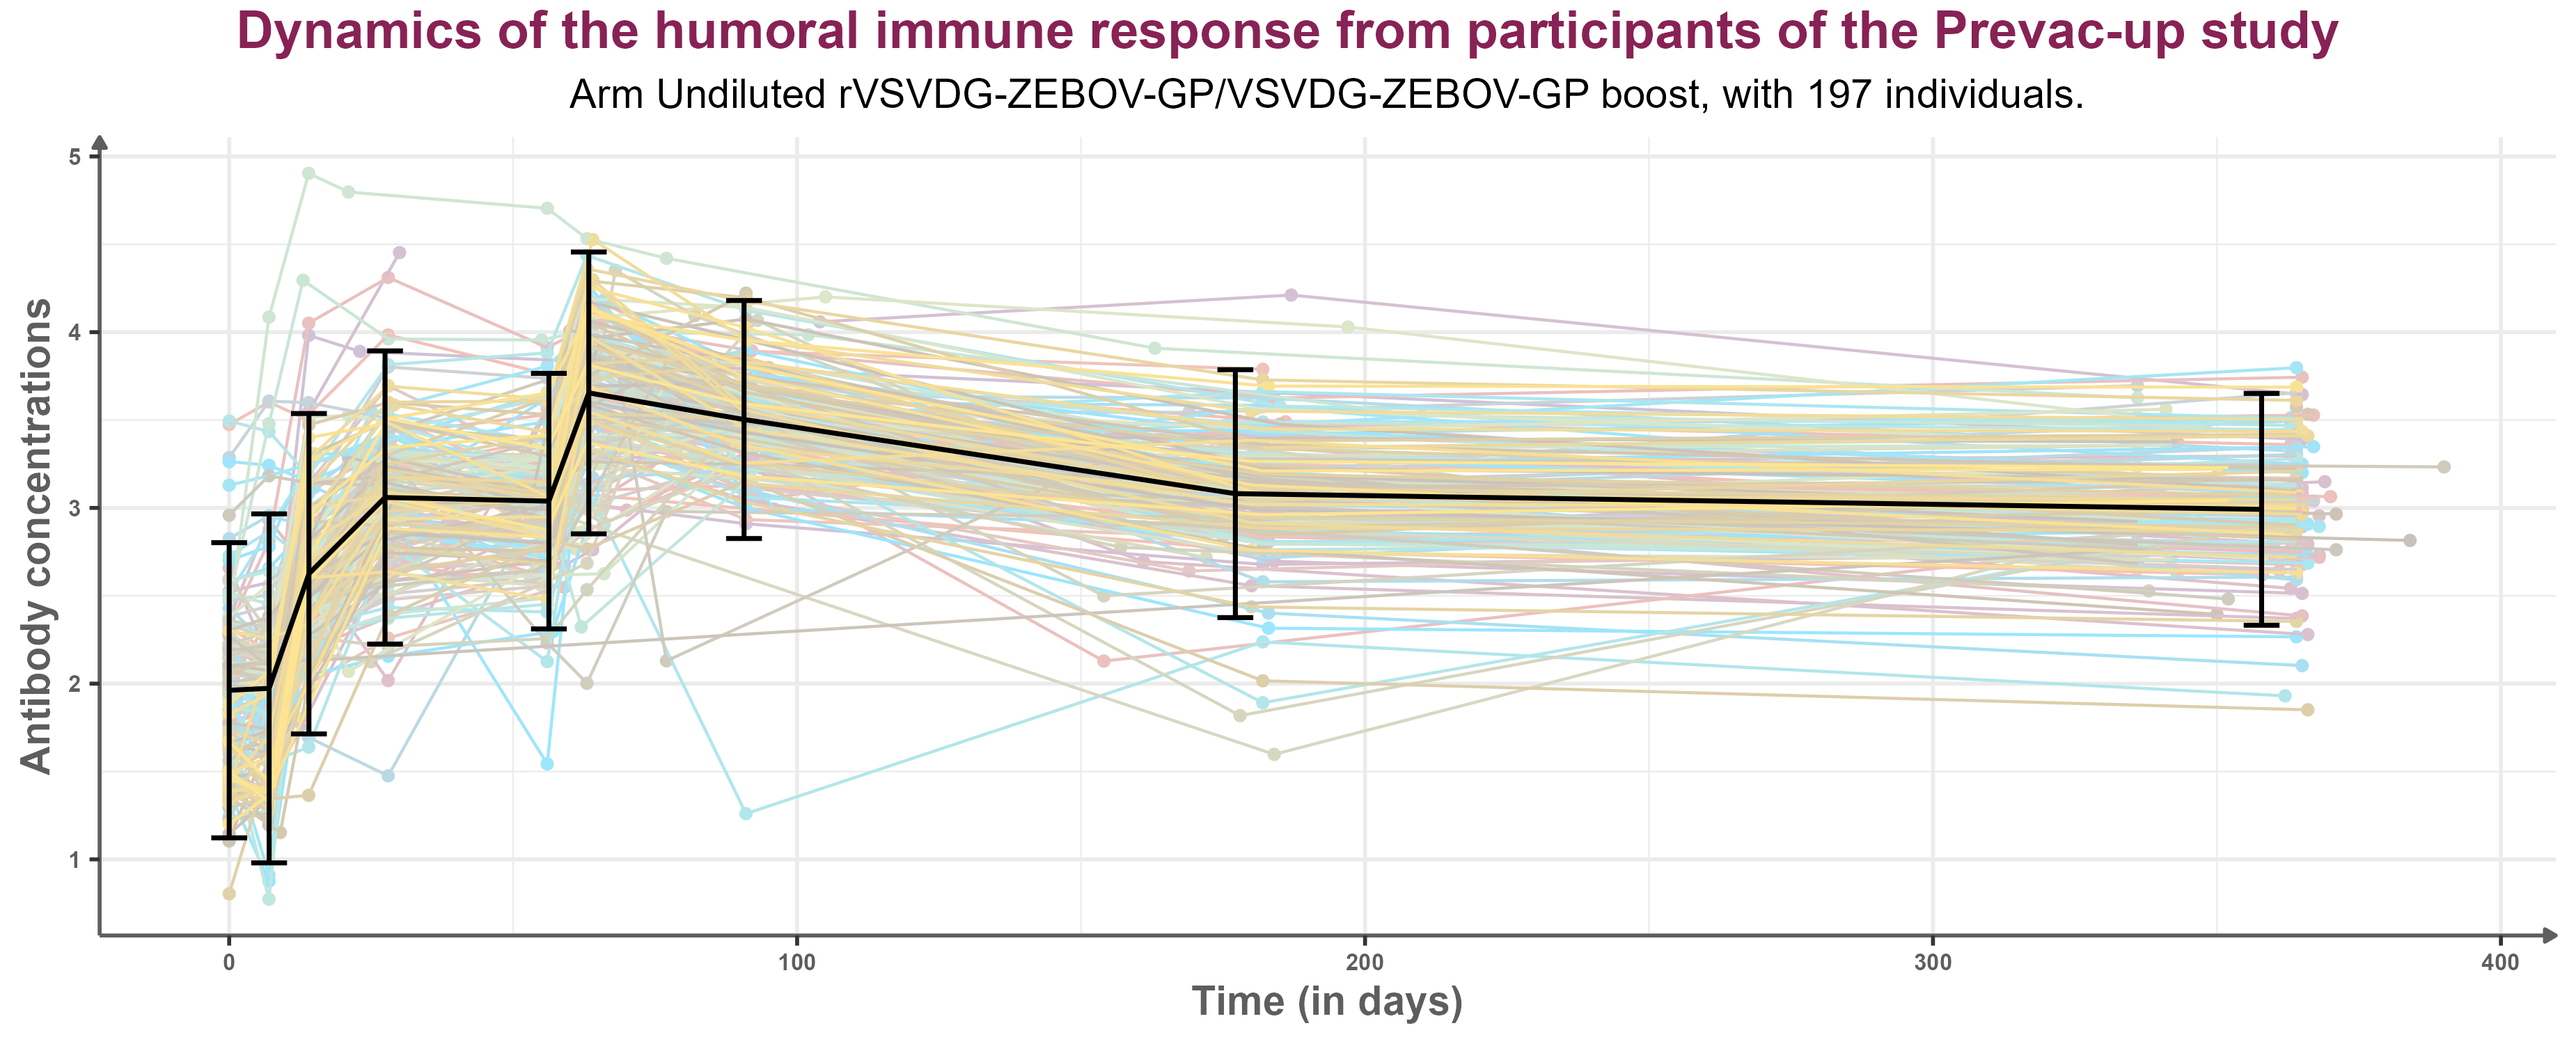 Dynamics of the humoral immune response from participants of the Prevac-up study
Arm Undiluted rVSVDG-ZEBOV-GP/VSVDG-ZEBOV-GP boost, with 197 individuals.
Antibody concentrations
5
4
3
2
1
0 100 200 300 400
Time (in days)